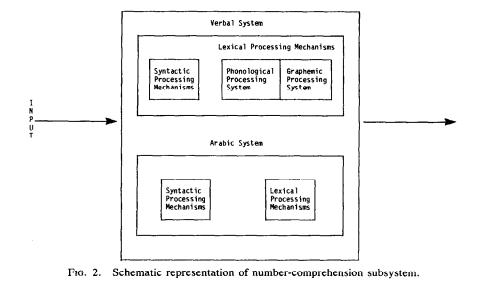 Verbal System
Lexical Processing Mechanisms
Syntactic
Processing
Mechanisms
Phonological
Processing
System
Graphemic
Processing
System
I
N
P
U
T
Arabic System
Syntactic
Processing
Mechanisms
Lexical
Processing
Mechanisms
FIG. 2. Schematic representation of number-comprehension subsystem.